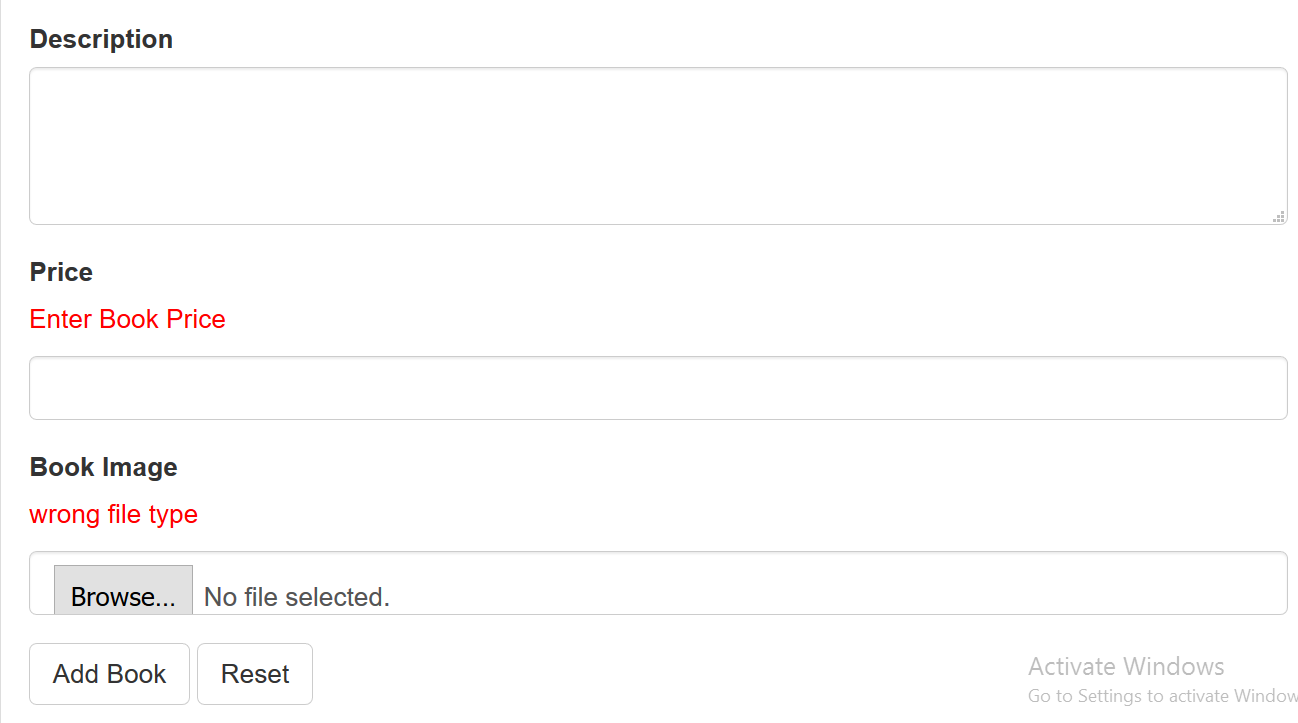 Description
Price
Enter Book Price
Book Image
wrong file type
Browse... No file selected.
Add Book Reset
Activate Windows
Go to Settings to activate Window